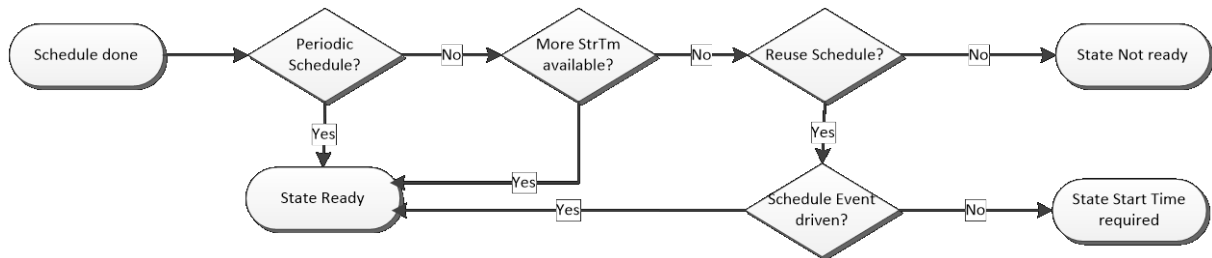 Schedule done
Periodic
Schedule?
No
More StrTm
available?
No
Reuse Schedule?
No
State Not ready
Yes
Yes
State Ready
Yes
Yes
Schedule Event
driven?
No
State Start Time
required